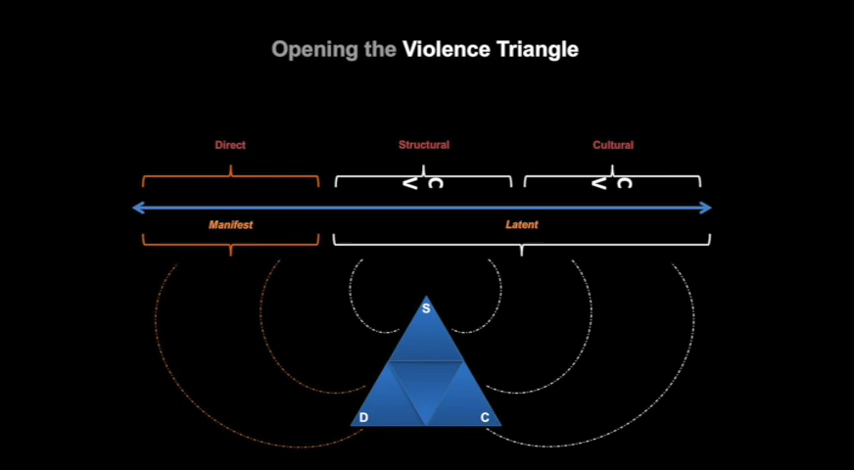 Opening the Violence Triangle
Direct
Structural
Cultural
V C
V C
Manifest
Latent
S
D
C